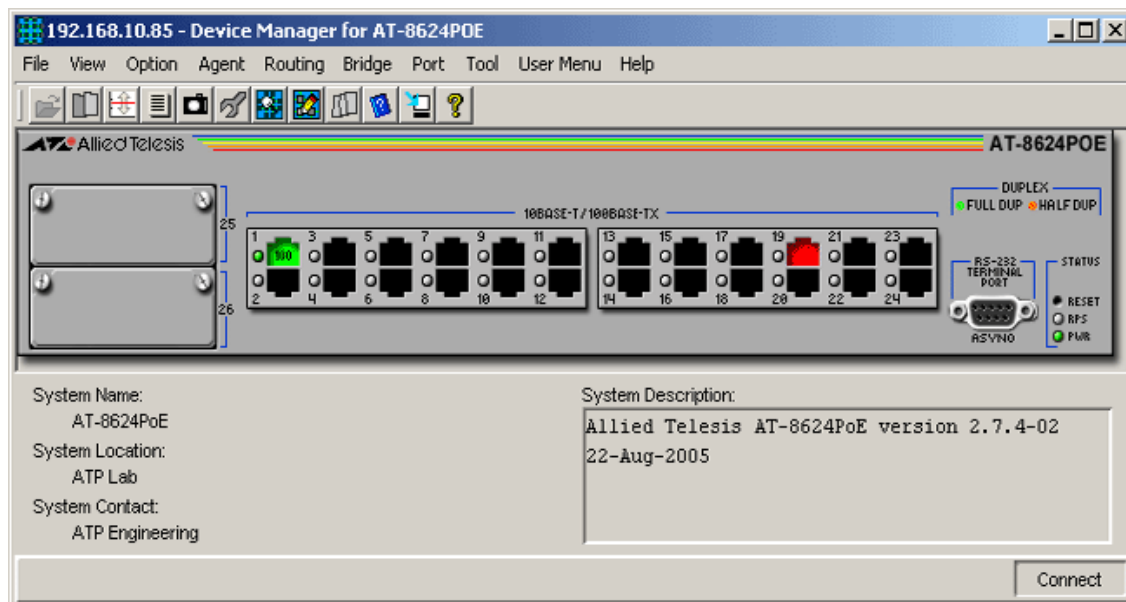 192.168.10.85 - Device Manager for AT-8624POE
File View Option Agent Routing Bridge Port Tool User Menu Help
Allied Telesis AT-8624POE
DUPLEX
FULL DUP HALF DUP
25
10BASE-T/100BASE-TX
1 3 5 7 9 11 13 15 17 19 21 23
100
2 4 6 8 10 12 14 16 18 20 22 24
26
RS-232
TERMINAL
PORT
ASYN0
STATUS
RESET
RPS
PWR
System Name:
AT-8624PoE
System Location:
ATP Lab
System Contact:
ATP Engineering
System Description:
Allied Telesis AT-8624PoE version 2.7.4-02
22-Aug-2005
Connect